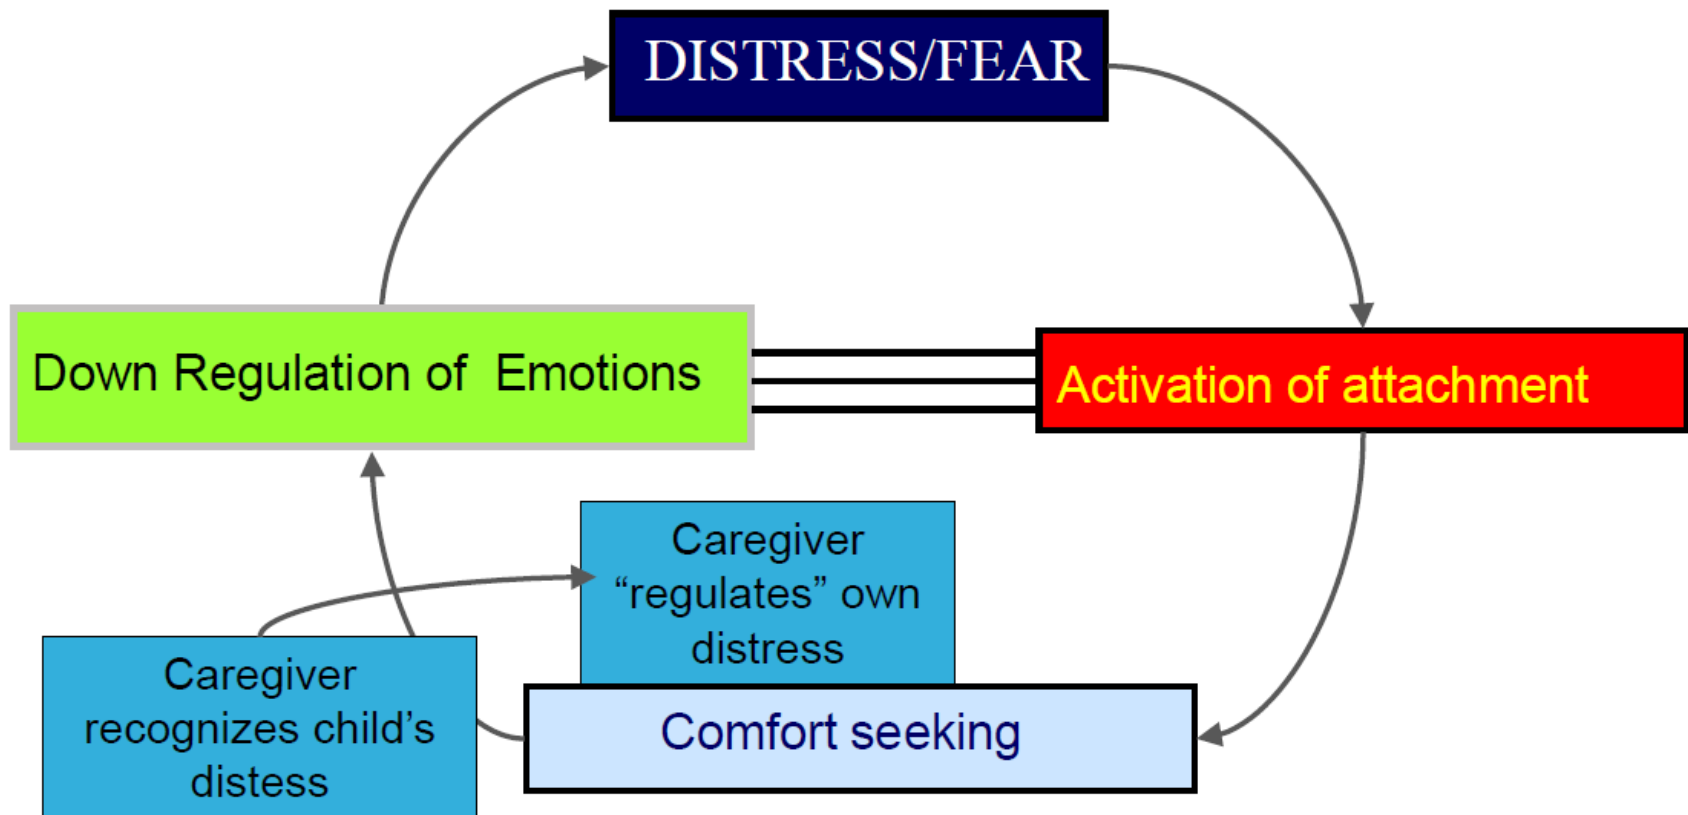 DISTRESS/FEAR
Down Regulation of  Emotions
Activation of attachment
Caregiver
“regulates” own
distress
Caregiver
recognizes child’s
distess
Comfort seeking